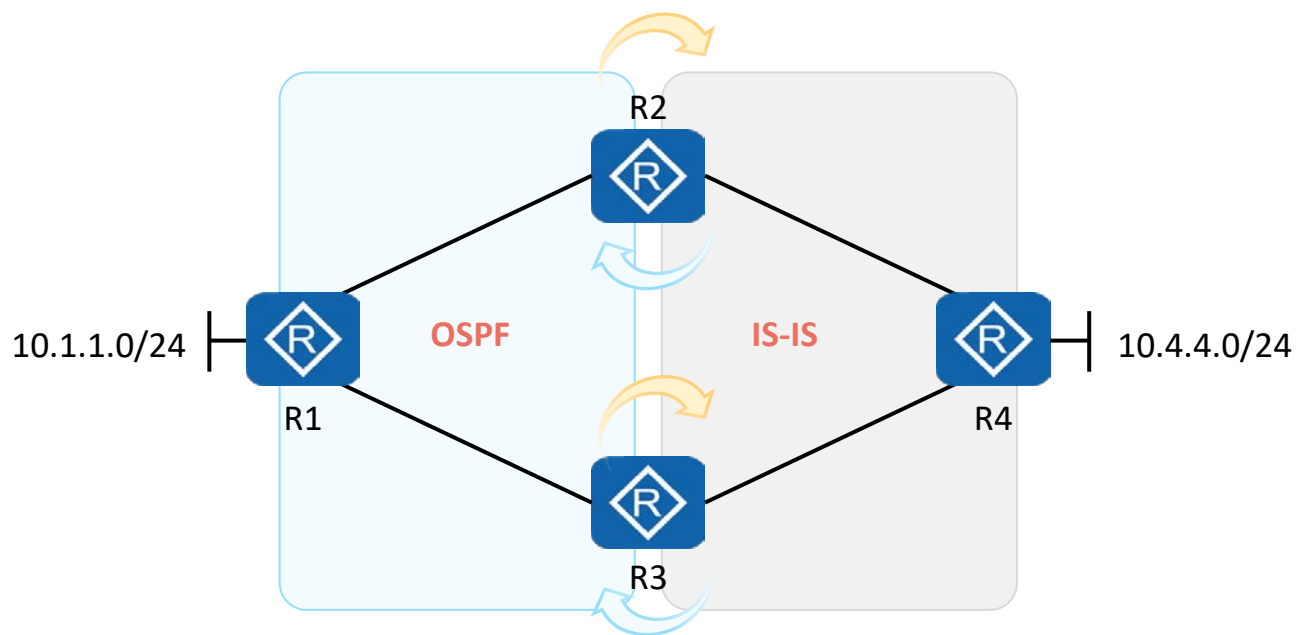 R2
R
10.1.1.0/24
R
OSPF
IS-IS
R
10.4.4.0/24
R1
R4
R
R3